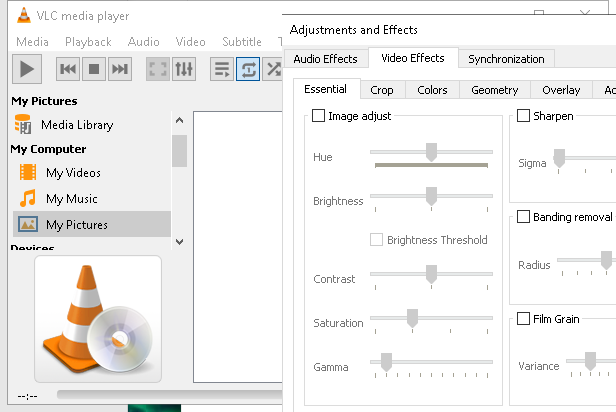 VLC media player
Media Playback Audio Video Subtitle
My Pictures
Media Library
My Computer
My Videos
My Music
My Pictures
Devices
--:--
Adjustments and Effects
Audio Effects Video Effects Synchronization
Essential Crop Colors Geometry Overlay
Image adjust
Hue
Brightness
Brightness Threshold
Contrast
Saturation
Gamma
Sharpen
Sigma
Banding removal
Radius
Film Grain
Variance